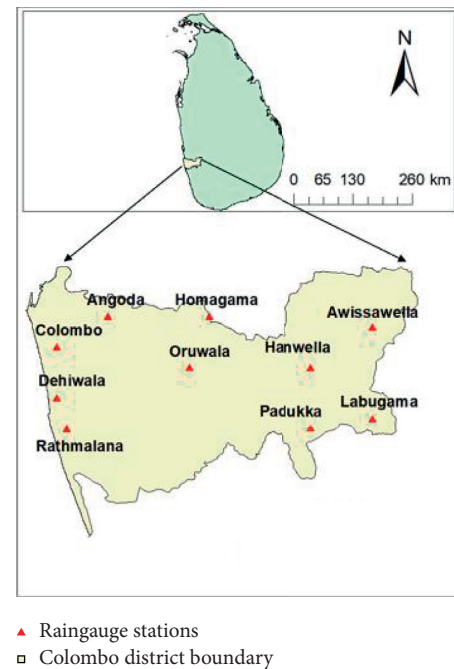 N
0 65 130 260 km
Angoda Homagama
Awissawella
Colombo
Oruwala Hanwella
Dehiwala
Labugama
Padukka
Rathmalana
Raingauge stations
Colombo district boundary